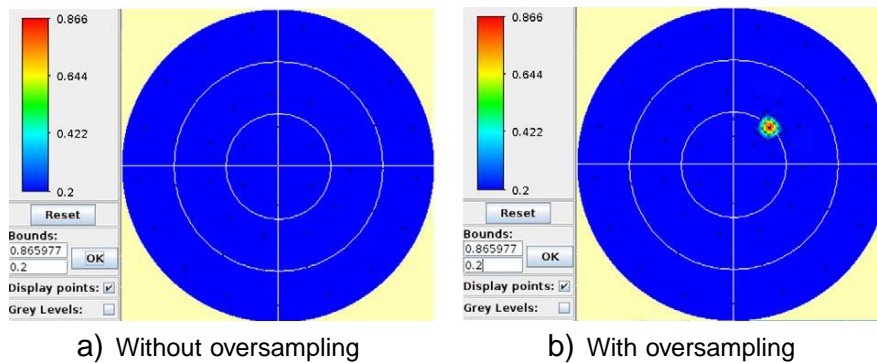 0.866
0.644
0.422
0.2
Reset
Bounds:
0.865977
0.2
OK
Display points:
Grey Levels:
a) Without oversampling
0.866
0.644
0.422
0.2
Reset
Bounds:
0.865977
0.2
OK
Display points:
Grey Levels:
b) With oversampling